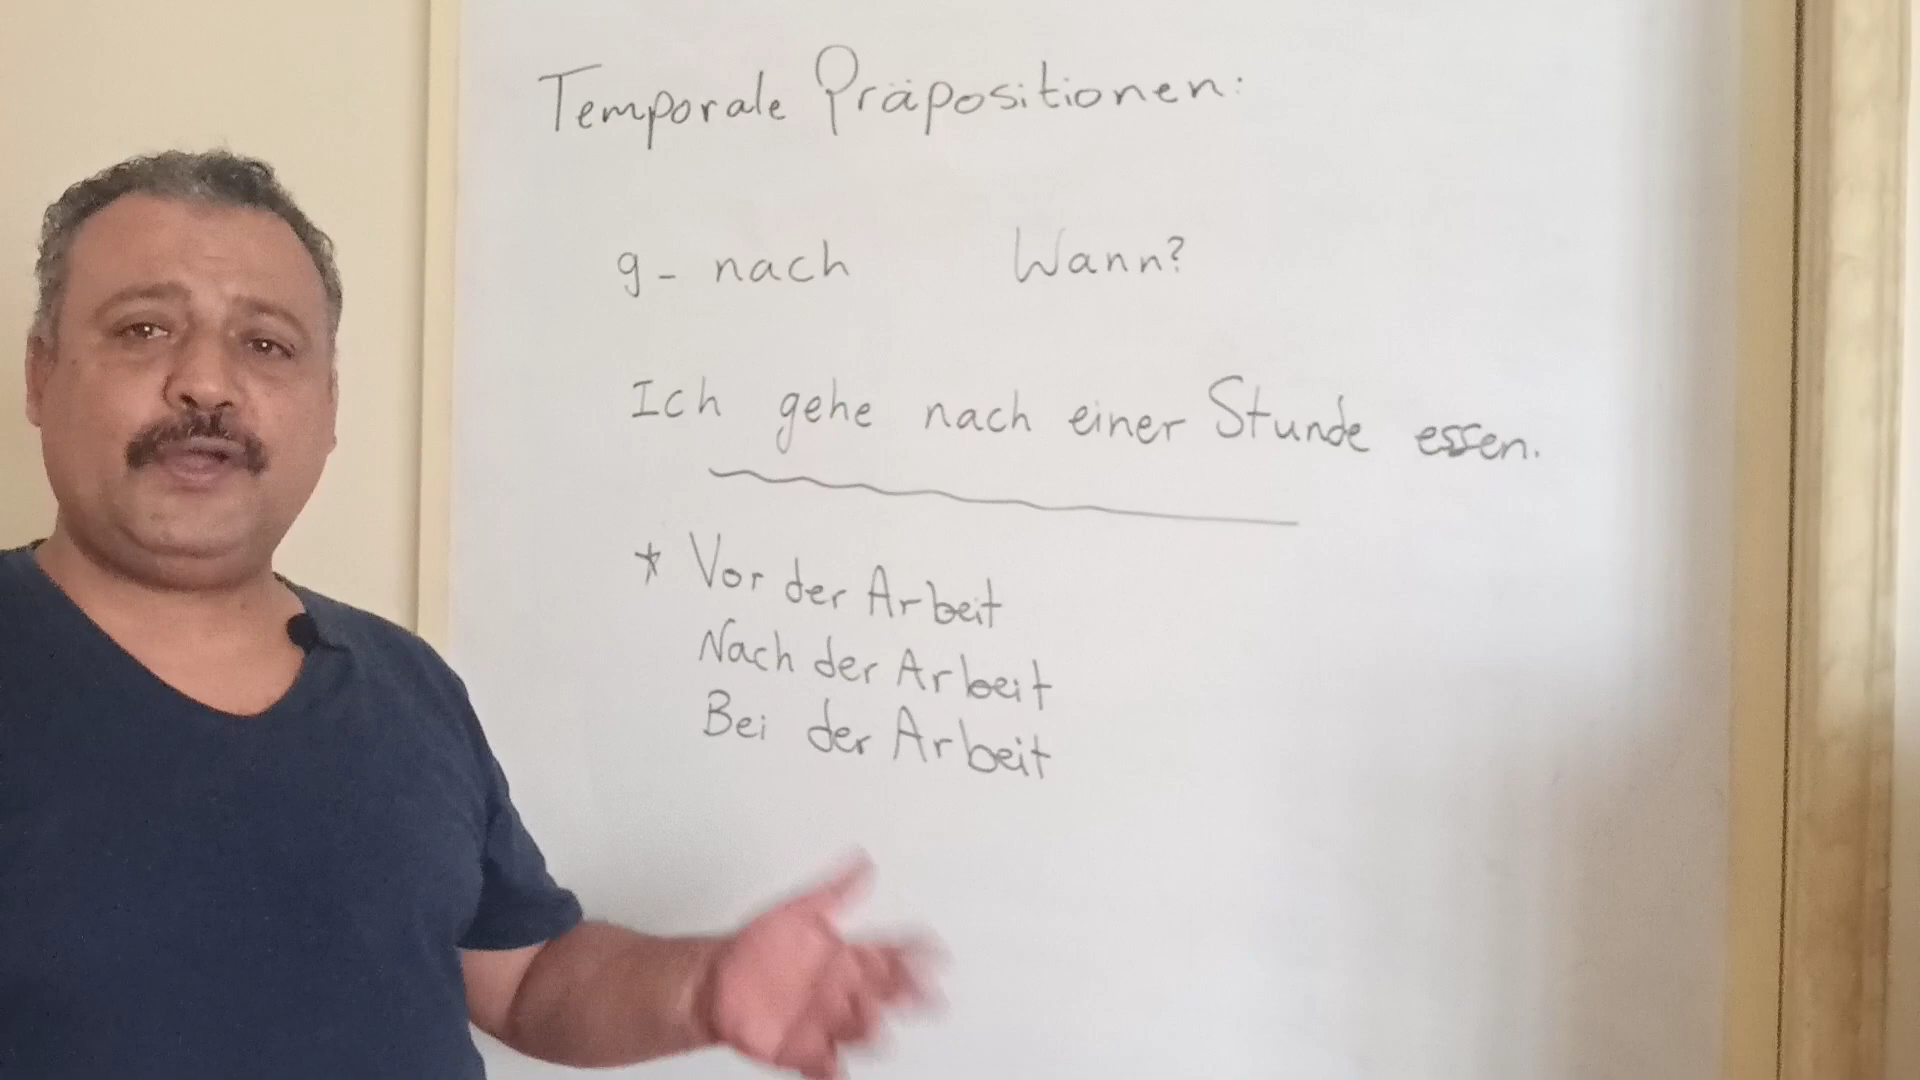 Temporale Präpositionen:
9- nach Wann?
Ich gehe nach einer Stunde essen.
* Vor der Arbeit
Nach der Arbeit
Bei der Arbeit